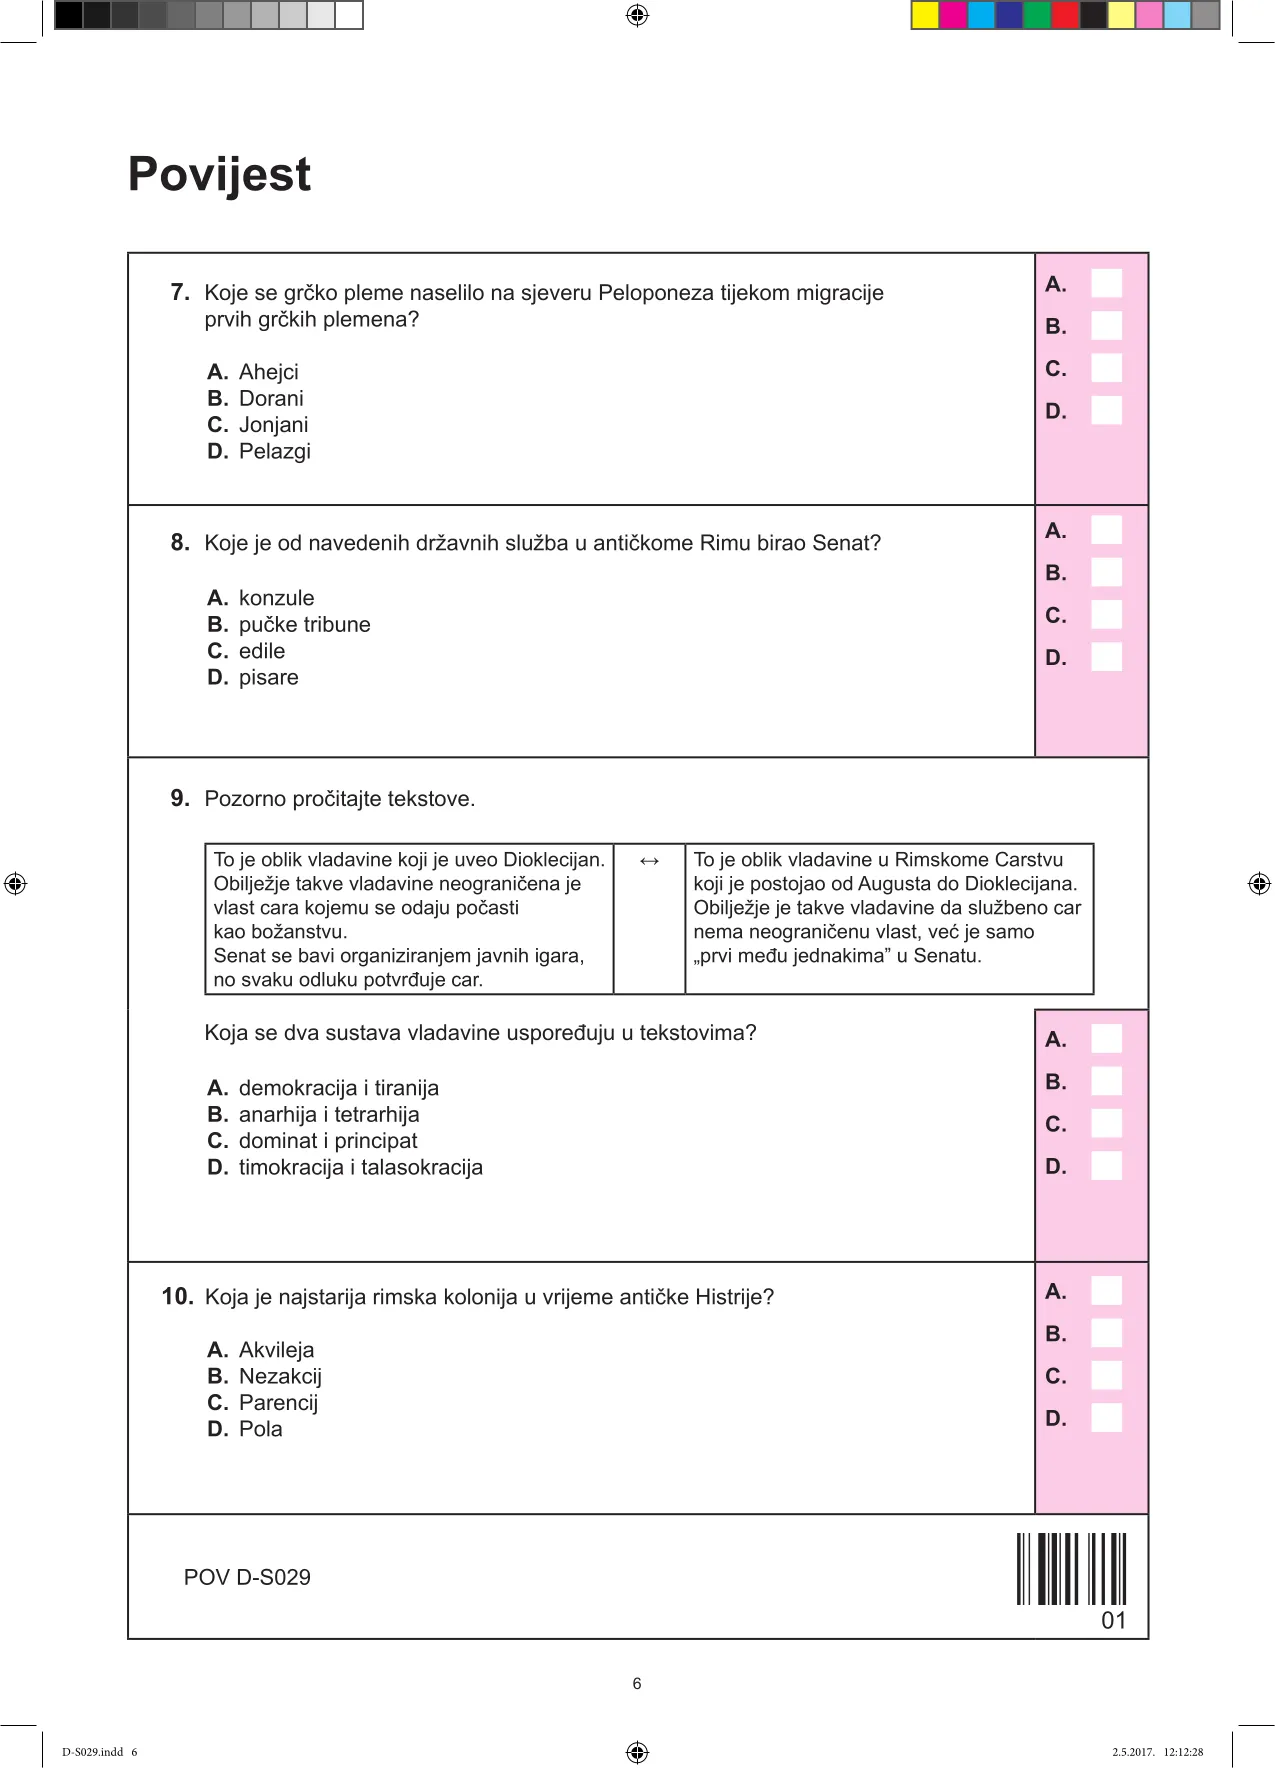 Povijest
7. Koje se grčko pleme naselilo na sjeveru Peloponeza tijekom migracije
prvih grčkih plemena?
A. Ahejci
B. Dorani
C. Jonjani
D. Pelazgi
A.
B.
C.
D.
8. Koje je od navedenih državnih služba u antičkome Rimu birao Senat?
A. konzule
B. pučke tribune
C. edile
D. pisare
A.
B.
C.
D.
9. Pozorno pročitajte tekstove.
To je oblik vladavine koji je uveo Dioklecijan.
Obilježje takve vladavine neograničena je
vlast cara kojemu se odaju počasti
kao božanstvu.
Senat se bavi organiziranjem javnih igara,
no svaku odluku potvrđuje car.
↔
To je oblik vladavine u Rimskome Carstvu
koji je postojao od Augusta do Dioklecijana.
Obilježje je takve vladavine da službeno car
nema neograničenu vlast, već je samo
„prvi među jednakima” u Senatu.
Koja se dva sustava vladavine uspoređuju u tekstovima?
A. demokracija i tiranija
B. anarhija i tetrarhija
C. dominat i principat
D. timokracija i talasokracija
A.
B.
C.
D.
10. Koja je najstarija rimska kolonija u vrijeme antičke Histrije?
A. Akvileja
B. Nezakcij
C. Parencij
D. Pola
A.
B.
C.
D.
POV D-S029
01
6
D-S029.indd 6
2.5.2017. 12:12:28